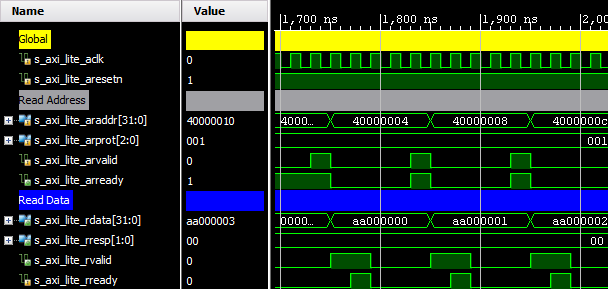 Name Value 1,700 ns 1,800 ns 1,900 ns 2,0
Global
s_axi_lite_aclk 0
s_axi_lite_aresetn 1
Read Address
s_axi_lite_araddr[31:0] 40000010 4000... 40000004 40000008 4000000c
s_axi_lite_arprot[2:0] 001 001
s_axi_lite_arvalid 0
s_axi_lite_arready 1
Read Data
s_axi_lite_rdata[31:0] aa000003 0000... aa000000 aa000001 aa000002
s_axi_lite_rresp[1:0] 00 00
s_axi_lite_rvalid 0
s_axi_lite_rready 0